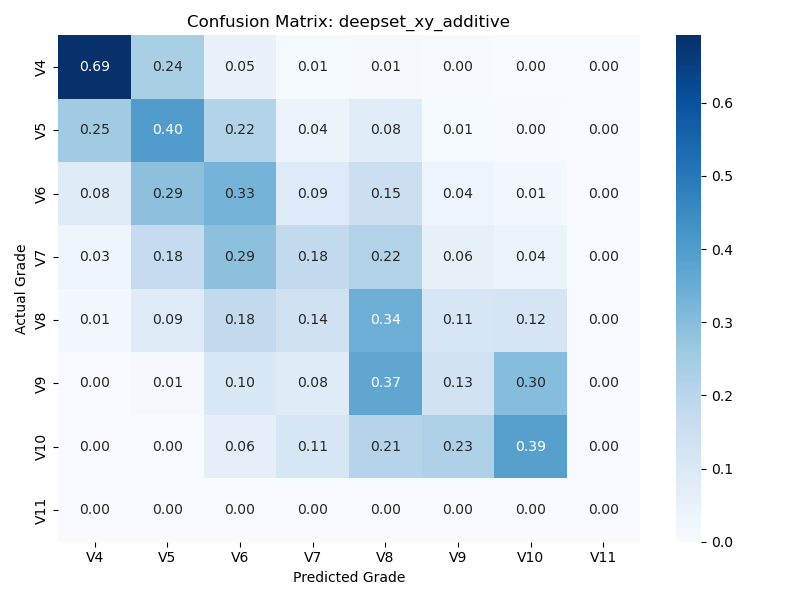 Confusion Matrix: deepset_xy_additive
Actual Grade
V4 0.69 0.24 0.05 0.01 0.01 0.00 0.00 0.00
V5 0.25 0.40 0.22 0.04 0.08 0.01 0.00 0.00
V6 0.08 0.29 0.33 0.09 0.15 0.04 0.01 0.00
V7 0.03 0.18 0.29 0.18 0.22 0.06 0.04 0.00
V8 0.01 0.09 0.18 0.14 0.34 0.11 0.12 0.00
V9 0.00 0.01 0.10 0.08 0.37 0.13 0.30 0.00
V10 0.00 0.00 0.06 0.11 0.21 0.23 0.39 0.00
V11 0.00 0.00 0.00 0.00 0.00 0.00 0.00 0.00
V4 V5 V6 V7 V8 V9 V10 V11
Predicted Grade
0.6
0.5
0.4
0.3
0.2
0.1
0.0